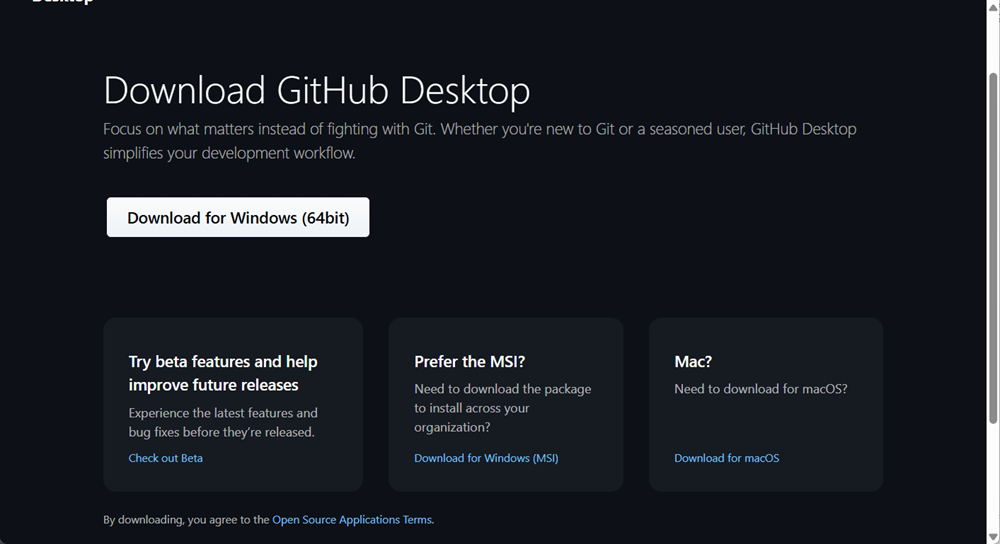 Desktop
Download GitHub Desktop
Focus on what matters instead of fighting with Git. Whether you're new to Git or a seasoned user, GitHub Desktop
simplifies your development workflow.
Download for Windows (64bit)
Try beta features and help
improve future releases
Experience the latest features and
bug fixes before they’re released.
Check out Beta
Prefer the MSI?
Need to download the package
to install across your
organization?
Download for Windows (MSI)
Mac?
Need to download for macOS?
Download for macOS
By downloading, you agree to the Open Source Applications Terms.